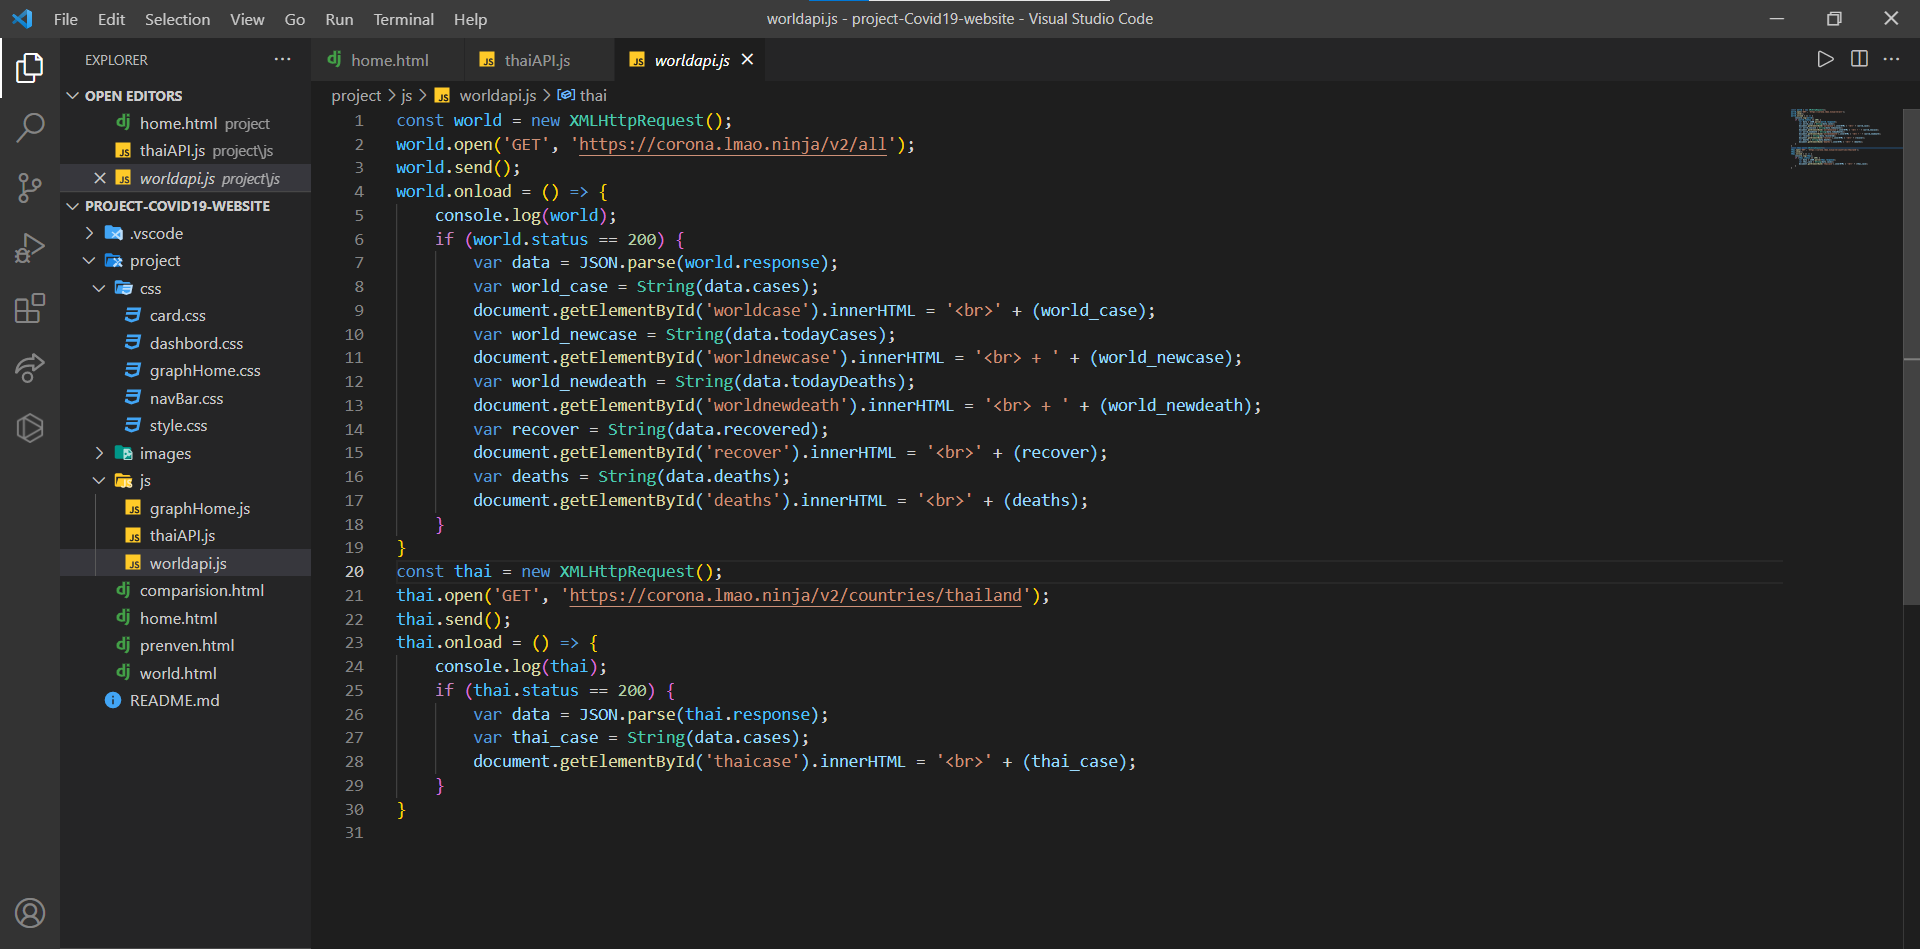 File Edit Selection View Go Run Terminal Help
worldapi.js - project-Covid19-website - Visual Studio Code
EXPLORER
OPEN EDITORS
home.html project
thaiAPI.js project\js
worldapi.js project\js
PROJECT-COVID19-WEBSITE
.vscode
project
css
card.css
dashbord.css
graphHome.css
navBar.css
style.css
images
js
graphHome.js
thaiAPI.js
worldapi.js
comparision.html
home.html
prenven.html
world.html
README.md
home.html thaiAPI.js worldapi.js
project > js > worldapi.js > thai
1 const world = new XMLHttpRequest();
2 world.open('GET', 'https://corona.lmao.ninja/v2/all');
3 world.send();
4 world.onload = () => {
5     console.log(world);
6     if (world.status == 200) {
7         var data = JSON.parse(world.response);
8         var world_case = String(data.cases);
9         document.getElementById('worldcase').innerHTML = '<br>' + (world_case);
10         var world_newcase = String(data.todayCases);
11         document.getElementById('worldnewcase').innerHTML = '<br> + ' + (world_newcase);
12         var world_newdeath = String(data.todayDeaths);
13         document.getElementById('worldnewdeath').innerHTML = '<br> + ' + (world_newdeath);
14         var recover = String(data.recovered);
15         document.getElementById('recover').innerHTML = '<br>' + (recover);
16         var deaths = String(data.deaths);
17         document.getElementById('deaths').innerHTML = '<br>' + (deaths);
18     }
19 }
20 const thai = new XMLHttpRequest();
21 thai.open('GET', 'https://corona.lmao.ninja/v2/countries/thailand');
22 thai.send();
23 thai.onload = () => {
24     console.log(thai);
25     if (thai.status == 200) {
26         var data = JSON.parse(thai.response);
27         var thai_case = String(data.cases);
28         document.getElementById('thaicase').innerHTML = '<br>' + (thai_case);
29     }
30 }
31